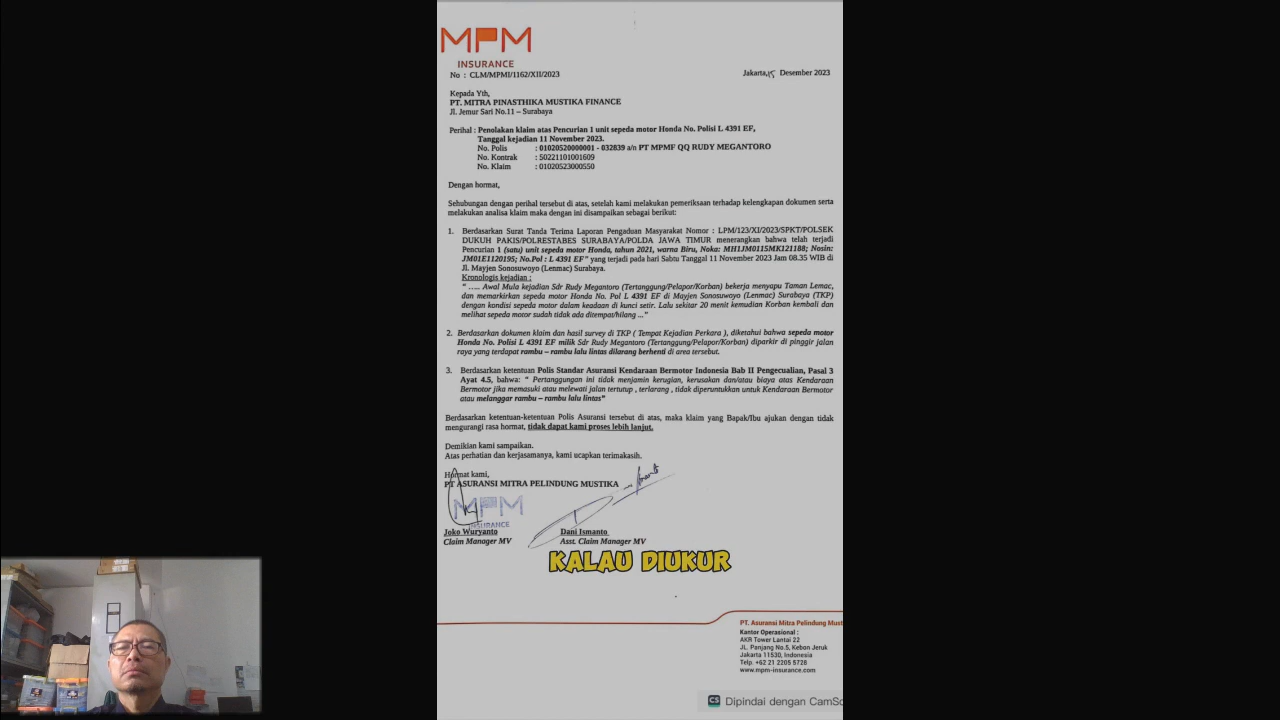 MPM
INSURANCE
No : CLM/MPMI/1162/XII/2023
Jakarta,15 Desember 2023
Kepada Yth,
PT. MITRA PINASTHIKA MUSTIKA FINANCE
Jl. Jemur Sari No.11 – Surabaya
Perihal : Penolakan klaim atas Pencurian 1 unit sepeda motor Honda No. Polisi L 4391 EF,
Tanggal kejadian 11 November 2023.
No. Polis : 01020520000001 - 032839 a/n PT MPMF QQ RUDY MEGANTORO
No. Kontrak : 50221101001609
No. Klaim : 01020523000550
Dengan hormat,
Sehubungan dengan perihal tersebut di atas, setelah kami melakukan pemeriksaan terhadap kelengkapan dokumen serta
melakukan analisa klaim maka dengan ini disampaikan sebagai berikut:
1. Berdasarkan Surat Tanda Terima Laporan Pengaduan Masyarakat Nomor : LPM/123/XI/2023/SPKT/POLSEK
DUKUH PAKIS/POLRESTABES SURABAYA/POLDA JAWA TIMUR menerangkan bahwa telah terjadi
Pencurian 1 (satu) unit sepeda motor Honda, tahun 2021, warna Biru, Noka: MH1JM0115MK121188; Nosin:
JM01E1120195; No.Pol : L 4391 EF" yang terjadi pada hari Sabtu Tanggal 11 November 2023 Jam 08.35 WIB di
Jl. Mayjen Sonosuwoyo (Lenmac) Surabaya.
Kronologis kejadian :
" ..... Awal Mula kejadian Sdr Rudy Megantoro (Tertanggung/Pelapor/Korban) bekerja menyapu Taman Lemac,
dan memarkirkan sepeda motor Honda No. Pol L 4391 EF di Mayjen Sonosuwoyo (Lenmac) Surabaya (TKP)
dengan kondisi sepeda motor dalam keadaan di kunci setir. Lalu sekitar 20 menit kemudian Korban kembali dan
melihat sepeda motor sudah tidak ada ditempat/hilang ..."
2. Berdasarkan dokumen klaim dan hasil survey di TKP ( Tempat Kejadian Perkara ), diketahui bahwa sepeda motor
Honda No. Polisi L 4391 EF milik Sdr Rudy Megantoro (Tertanggung/Pelapor/Korban) diparkir di pinggir jalan
raya yang terdapat rambu – rambu lalu lintas dilarang berhenti di area tersebut.
3. Berdasarkan ketentuan Polis Standar Asuransi Kendaraan Bermotor Indonesia Bab II Pengecualian, Pasal 3
Ayat 4.5, bahwa: " Pertanggungan ini tidak menjamin kerugian, kerusakan dan/atau biaya atas Kendaraan
Bermotor jika memasuki atau melewati jalan tertutup , terlarang , tidak diperuntukkan untuk Kendaraan Bermotor
atau melanggar rambu – rambu lalu lintas"
Berdasarkan ketentuan-ketentuan Polis Asuransi tersebut di atas, maka klaim yang Bapak/Ibu ajukan dengan tidak
mengurangi rasa hormat, tidak dapat kami proses lebih lanjut.
Demikian kami sampaikan.
Atas perhatian dan kerjasamanya, kami ucapkan terimakasih.
Hormat kami,
PT ASURANSI MITRA PELINDUNG MUSTIKA
MPM
INSURANCE
Joko Wuryanto Dani Ismanto
Claim Manager MV Asst. Claim Manager MV
KALAU DIUKUR
PT. Asuransi Mitra Pelindung Must
Kantor Operasional :
AKR Tower Lantai 22
JL. Panjang No.5, Kebon Jeruk
Jakarta 11530, Indonesia
Telp. +62 21 2205 5728
www.mpm-insurance.com
CS Dipindai dengan CamSc